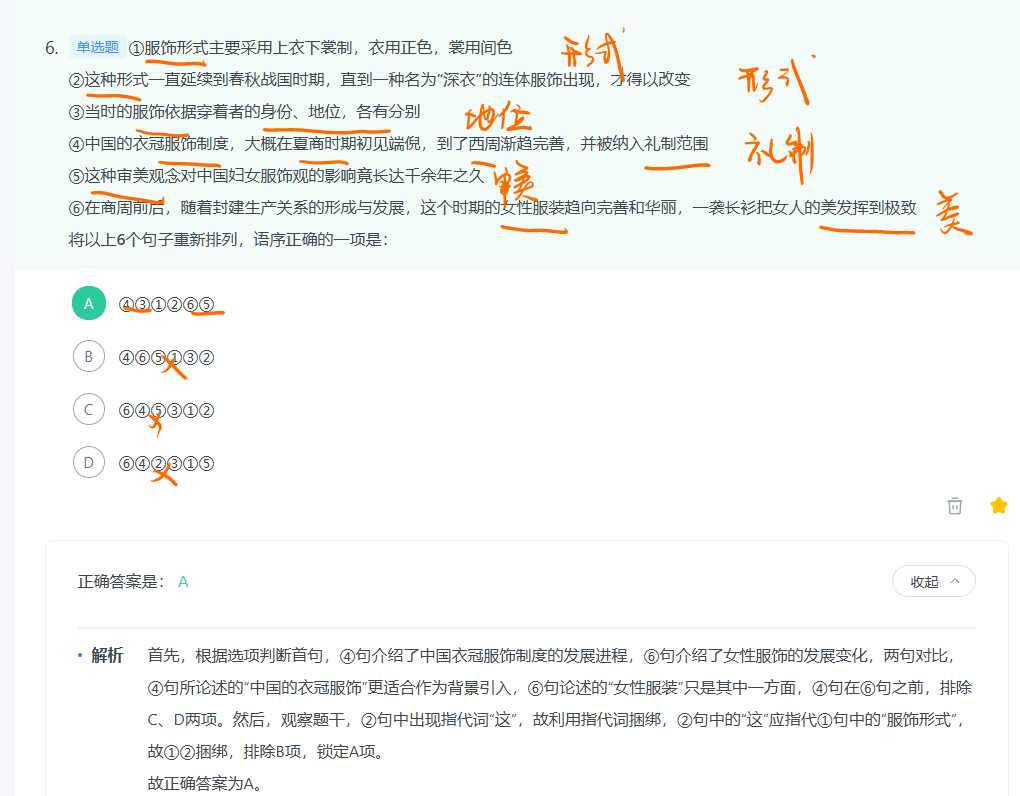 6. 单选题 ①服饰形式主要采用上衣下裳制，衣用正色，裳用间色 形式
②这种形式一直延续到春秋战国时期，直到一种名为“深衣”的连体服饰出现，才得以改变 形式
③当时的服饰依据穿着者的身份、地位，各有分别 地位
④中国的衣冠服饰制度，大概在夏商时期初见端倪，到了西周渐趋完善，并被纳入礼制范围 礼制
⑤这种审美观念对中国妇女服饰观的影响竟长达千余年之久
⑥在商周前后，随着封建生产关系的形成与发展，这个时期的女性服装趋向完善和华丽，一袭长衫把女人的美发挥到极致 美
将以上6个句子重新排列，语序正确的一项是：
A ④③①②⑥⑤
B ④⑥⑤①③②
C ⑥④⑤③①②
D ⑥④②③①⑤
正确答案是： A 收起
解析 首先，根据选项判断首句，④句介绍了中国衣冠服饰制度的发展进程，⑥句介绍了女性服饰的发展变化，两句对比，
④句所论述的“中国的衣冠服饰”更适合作为背景引入，⑥句论述的“女性服装”只是其中一方面，④句在⑥句之前，排除
C、D两项。然后，观察题干，②句中出现指代词“这”，故利用指代词捆绑，②句中的“这”应指代①句中的“服饰形式”，
故①②捆绑，排除B项，锁定A项。
故正确答案为A。